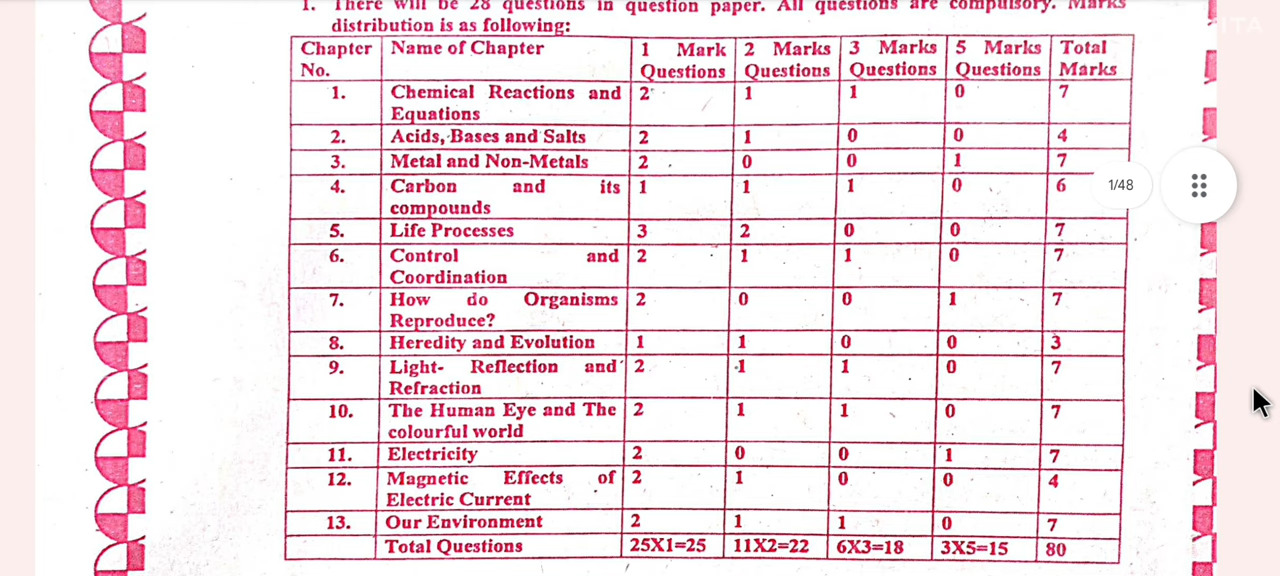 1. There will be 28 questions in question paper. All questions are compulsory. Marks
distribution is as following:
Chapter No. Name of Chapter 1 Mark Questions 2 Marks Questions 3 Marks Questions 5 Marks Questions Total Marks
1. Chemical Reactions and Equations 2 1 1 0 7
2. Acids, Bases and Salts 2 1 0 0 4
3. Metal and Non-Metals 2 0 0 1 7
4. Carbon and its compounds 1 1 1 0 6
1/48
5. Life Processes 3 2 0 0 7
6. Control and Coordination 2 1 1 0 7
7. How do Organisms Reproduce? 2 0 0 1 7
8. Heredity and Evolution 1 1 0 0 3
9. Light- Reflection and Refraction 2 1 1 0 7
10. The Human Eye and The colourful world 2 1 1 0 7
11. Electricity 2 0 0 1 7
12. Magnetic Effects of Electric Current 2 1 0 0 4
13. Our Environment 2 1 1 0 7
Total Questions 25X1=25 11X2=22 6X3=18 3X5=15 80